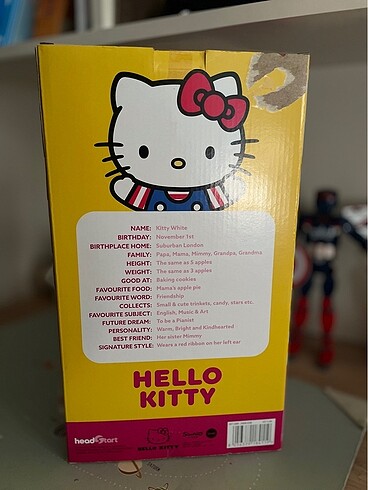 NAME: Kitty White
BIRTHDAY: November 1st
BIRTHPLACE HOME: Suburban London
FAMILY: Papa, Mama, Mimmy, Grandpa, Grandma
HEIGHT: The same as 5 apples
WEIGHT: The same as 3 apples
GOOD AT: Baking cookies
FAVOURITE FOOD: Mama's apple pie
FAVOURITE WORD: Friendship
COLLECTS: Small & cute trinkets, candy, stars etc.
FAVOURITE SUBJECT: English, Music & Art
FUTURE DREAM: To be a Pianist
PERSONALITY: Warm, Bright and Kindhearted
BEST FRIEND: Her sister Mimmy
SIGNATURE STYLE: Wears a red ribbon on her left ear
HELLO
KITTY
head start
HELLO KITTY